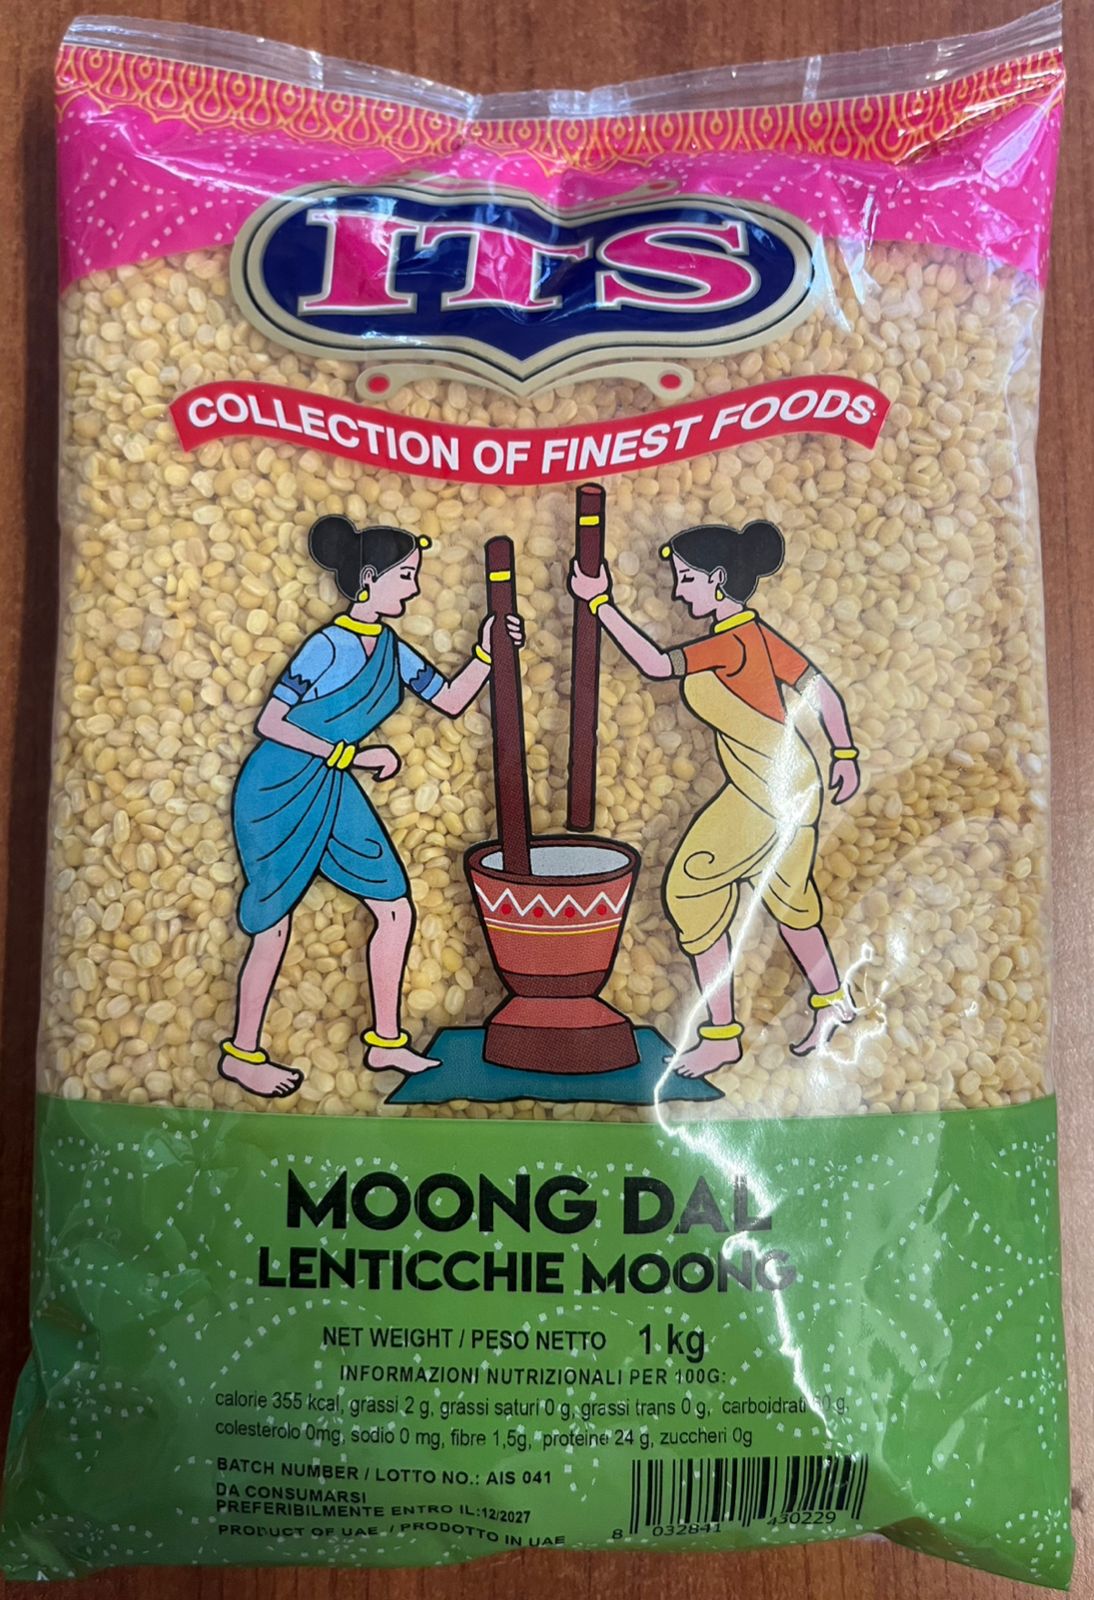 ITS
COLLECTION OF FINEST FOODS
MOONG DAL
LENTICCHIE MOONG
NET WEIGHT / PESO NETTO 1 kg
INFORMAZIONI NUTRIZIONALI PER 100G:
calorie 355 kcal, grassi 2 g, grassi saturi 0 g, grassi trans 0 g, carboidrati g,
colesterolo 0mg, sodio 0 mg, fibre 1,5g, proteine 24 g, zuccheri 0g
BATCH NUMBER / LOTTO NO.: AIS 041
DA CONSUMARSI
PREFERIBILMENTE ENTRO IL:12/2027
PRODUCT OF UAE / PRODOTTO IN UAE
8 032841 430229